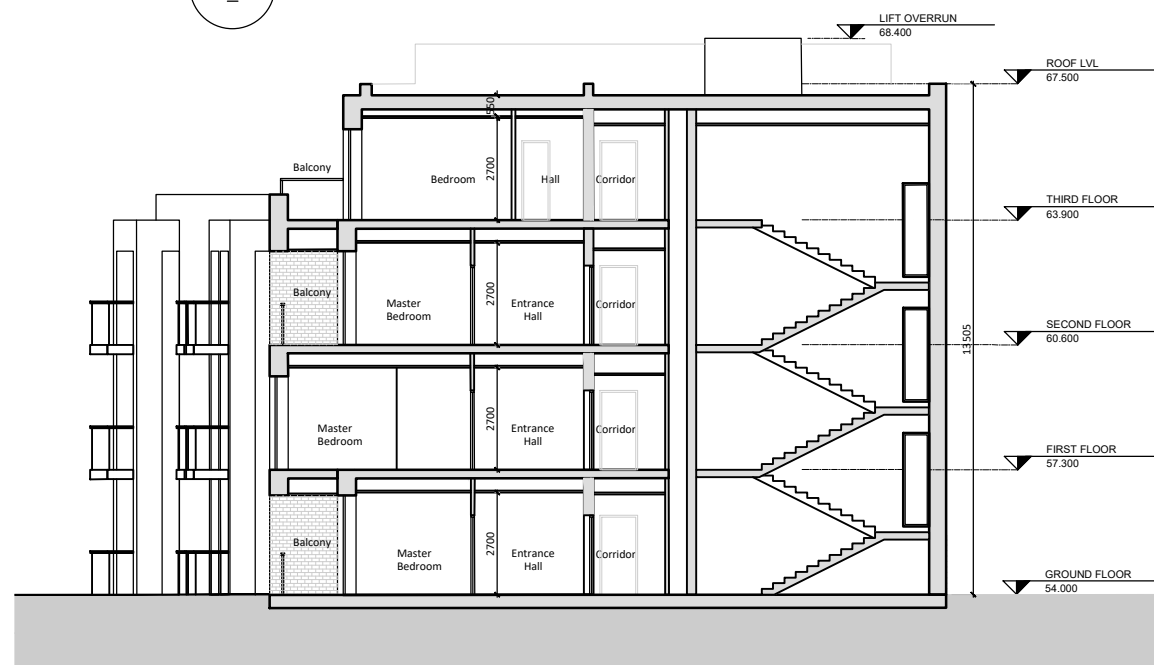 LIFT OVERRUN
68.400
ROOF LVL
67.500
550
Balcony
Bedroom
2700
Hall
Corridor
THIRD FLOOR
63.900
Balcony
Master
Bedroom
2700
Entrance
Hall
Corridor
SECOND FLOOR
60.600
13505
Master
Bedroom
2700
Entrance
Hall
Corridor
FIRST FLOOR
57.300
Balcony
Master
Bedroom
2700
Entrance
Hall
Corridor
GROUND FLOOR
54.000